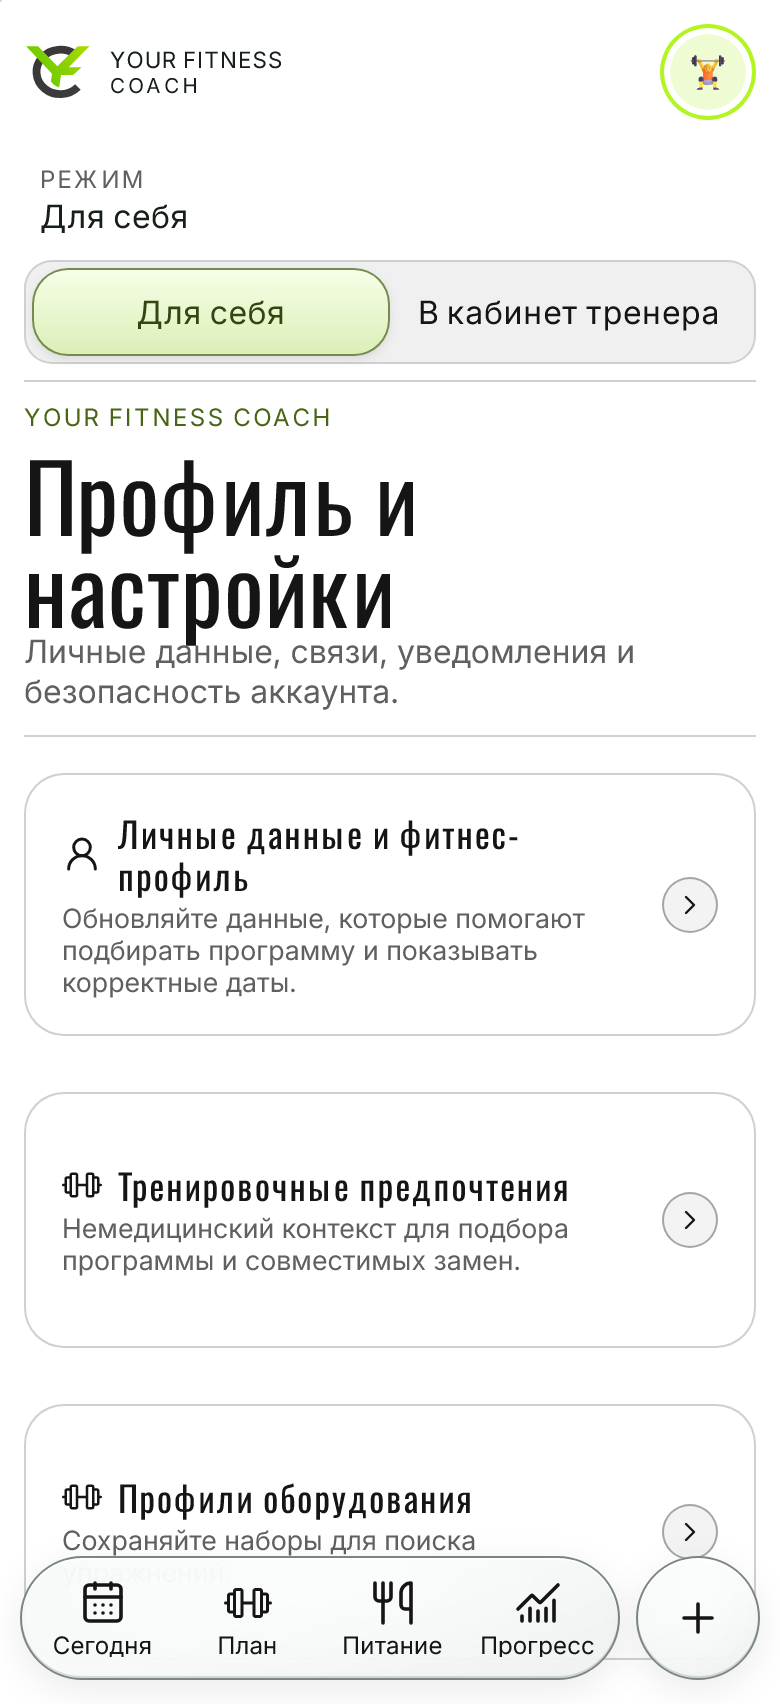 YOUR FITNESS
COACH
РЕЖИМ
Для себя
Для себя
В кабинет тренера
YOUR FITNESS COACH
Профиль и
настройки
Личные данные, связи, уведомления и
безопасность аккаунта.
Личные данные и фитнес-
профиль
Обновляйте данные, которые помогают
подбирать программу и показывать
корректные даты.
Тренировочные предпочтения
Немедицинский контекст для подбора
программы и совместимых замен.
Профили оборудования
Сохраняйте наборы для поиска
упражнений.
Сегодня
План
Питание
Прогресс